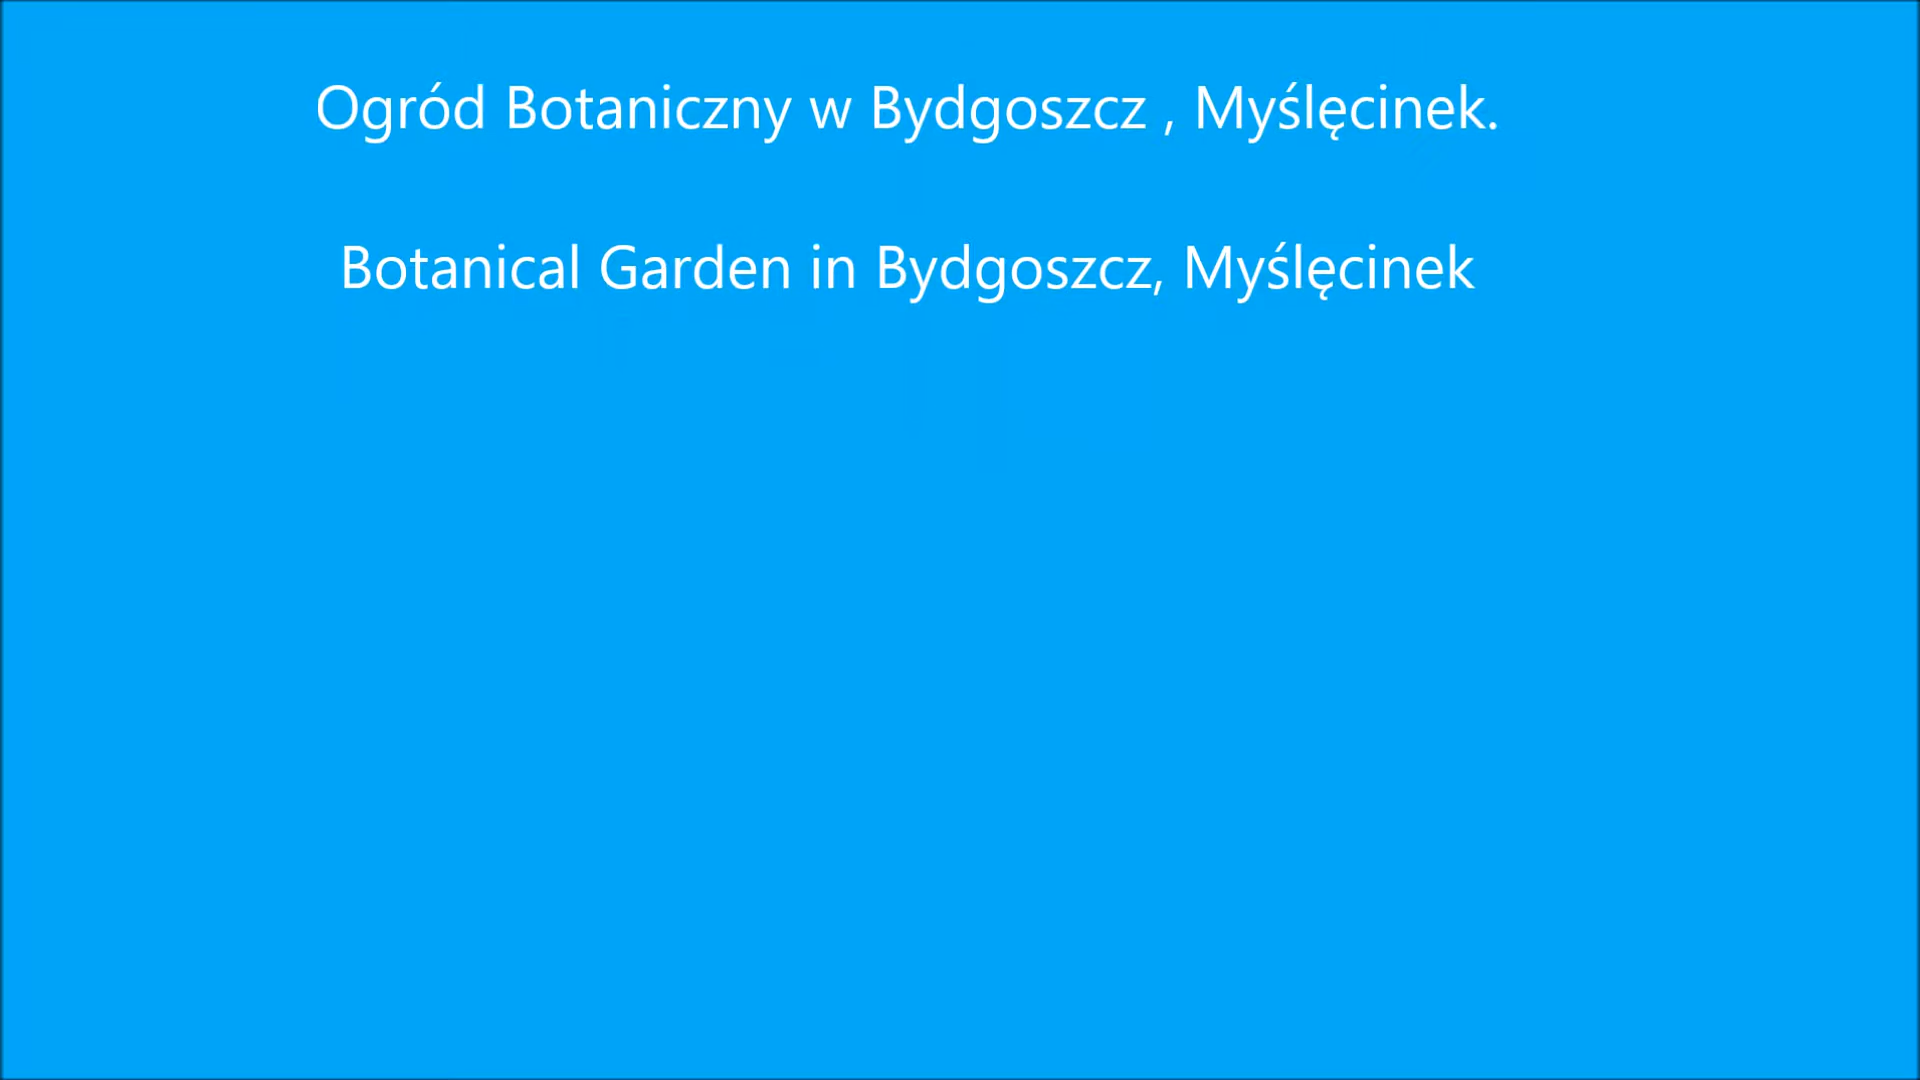 Ogród Botaniczny w Bydgoszcz , Myślęcinek.
Botanical Garden in Bydgoszcz, Myślęcinek